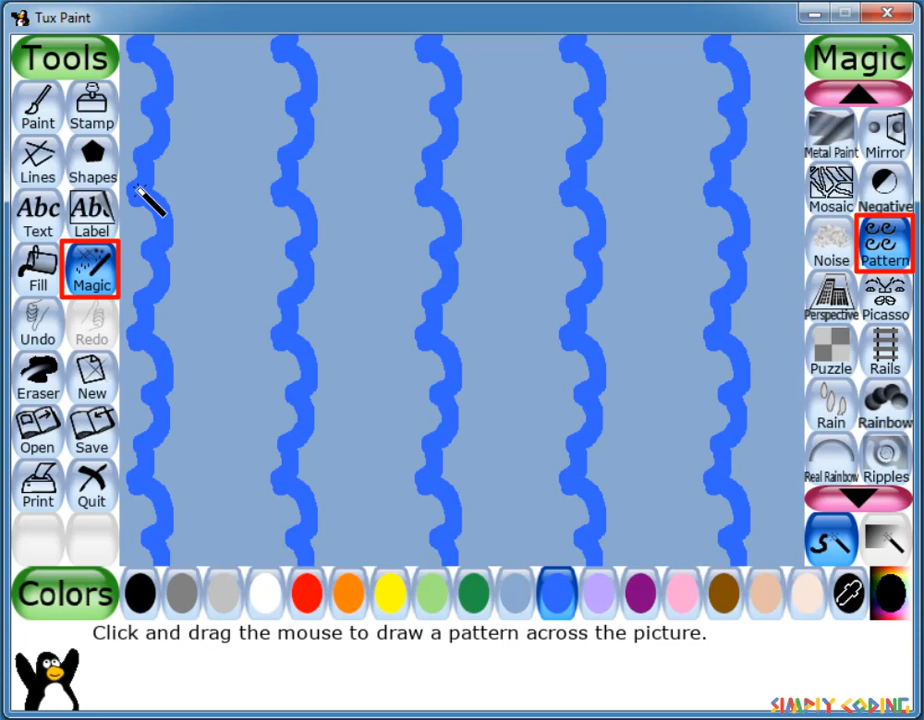 Tux Paint
Tools
Magic
Paint Stamp
Metal Paint Mirror
Lines Shapes
Mosaic Negative
Abc Abc
Text Label
Noise Pattern
Fill Magic
Perspective Picasso
Undo Redo
Puzzle Rails
Eraser New
Rain Rainbow
Open Save
Real Rainbow Ripples
Print Quit
Colors
Click and drag the mouse to draw a pattern across the picture.
SIMPLY CODING